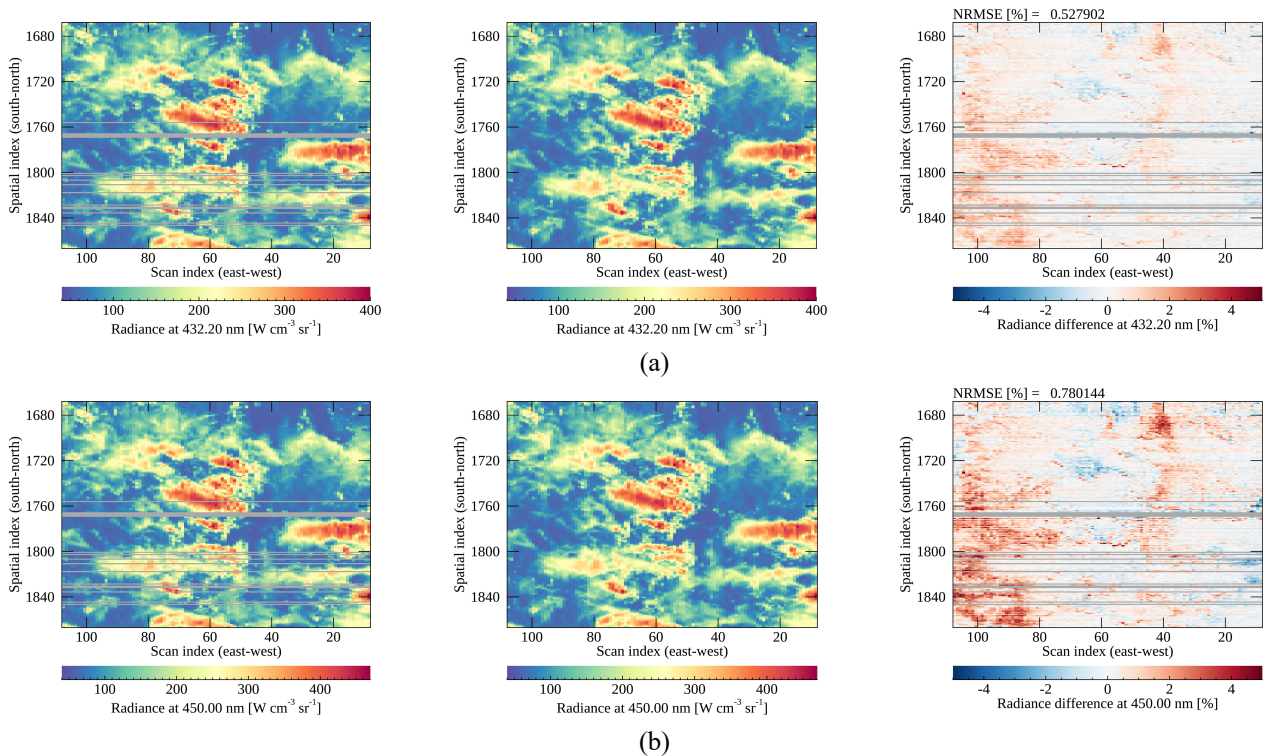 NRMSE [%] = 0.527902
Spatial index (south-north)
1680
1720
1760
1800
1840
100 80 60 40 20
Scan index (east-west)
100 200 300 400
Radiance at 432.20 nm [W cm⁻³ sr⁻¹]
Spatial index (south-north)
1680
1720
1760
1800
1840
100 80 60 40 20
Scan index (east-west)
100 200 300 400
Radiance at 432.20 nm [W cm⁻³ sr⁻¹]
Spatial index (south-north)
1680
1720
1760
1800
1840
100 80 60 40 20
Scan index (east-west)
-4 -2 0 2 4
Radiance difference at 432.20 nm [%]
(a)
NRMSE [%] = 0.780144
Spatial index (south-north)
1680
1720
1760
1800
1840
100 80 60 40 20
Scan index (east-west)
100 200 300 400
Radiance at 450.00 nm [W cm⁻³ sr⁻¹]
Spatial index (south-north)
1680
1720
1760
1800
1840
100 80 60 40 20
Scan index (east-west)
100 200 300 400
Radiance at 450.00 nm [W cm⁻³ sr⁻¹]
Spatial index (south-north)
1680
1720
1760
1800
1840
100 80 60 40 20
Scan index (east-west)
-4 -2 0 2 4
Radiance difference at 450.00 nm [%]
(b)